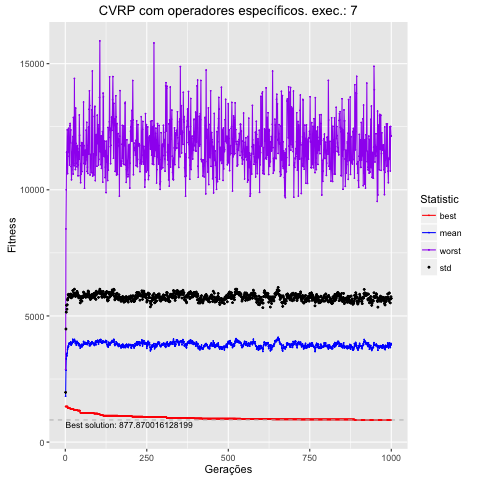 CVRP com operadores específicos. exec.: 7
15000
10000
5000
0
Fitness
Best solution: 877.870016128199
0
250
500
750
1000
Gerações
Statistic
best
mean
worst
std